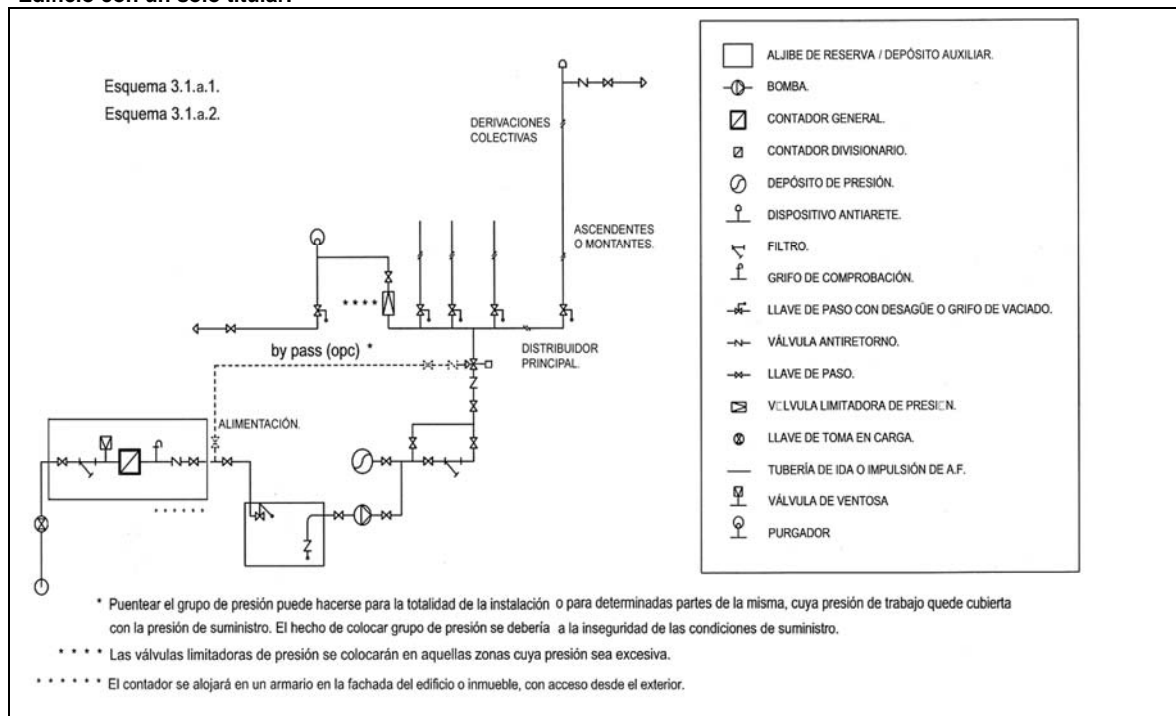 Edificio con un solo titular:
Esquema 3.1.a.1.
Esquema 3.1.a.2.
DERIVACIONES
COLECTIVAS
ASCENDENTES
O MONTANTES.
* * * *
DISTRIBUIDOR
PRINCIPAL.
by pass (opc) *
ALIMENTACIÓN.
* * * * * *
ALJIBE DE RESERVA / DEPÓSITO AUXILIAR.
BOMBA.
CONTADOR GENERAL.
CONTADOR DIVISIONARIO.
DEPÓSITO DE PRESIÓN.
DISPOSITIVO ANTIARETE.
FILTRO.
GRIFO DE COMPROBACIÓN.
LLAVE DE PASO CON DESAGÜE O GRIFO DE VACIADO.
VÁLVULA ANTIRETORNO.
LLAVE DE PASO.
V□LVULA LIMITADORA DE PRESI□N.
LLAVE DE TOMA EN CARGA.
TUBERÍA DE IDA O IMPULSIÓN DE A.F.
VÁLVULA DE VENTOSA
PURGADOR
* Puentear el grupo de presión puede hacerse para la totalidad de la instalación o para determinadas partes de la misma, cuya presión de trabajo quede cubierta
con la presión de suministro. El hecho de colocar grupo de presión se debería a la inseguridad de las condiciones de suministro.
* * * * Las válvulas limitadoras de presión se colocarán en aquellas zonas cuya presión sea excesiva.
* * * * * * El contador se alojará en un armario en la fachada del edificio o inmueble, con acceso desde el exterior.